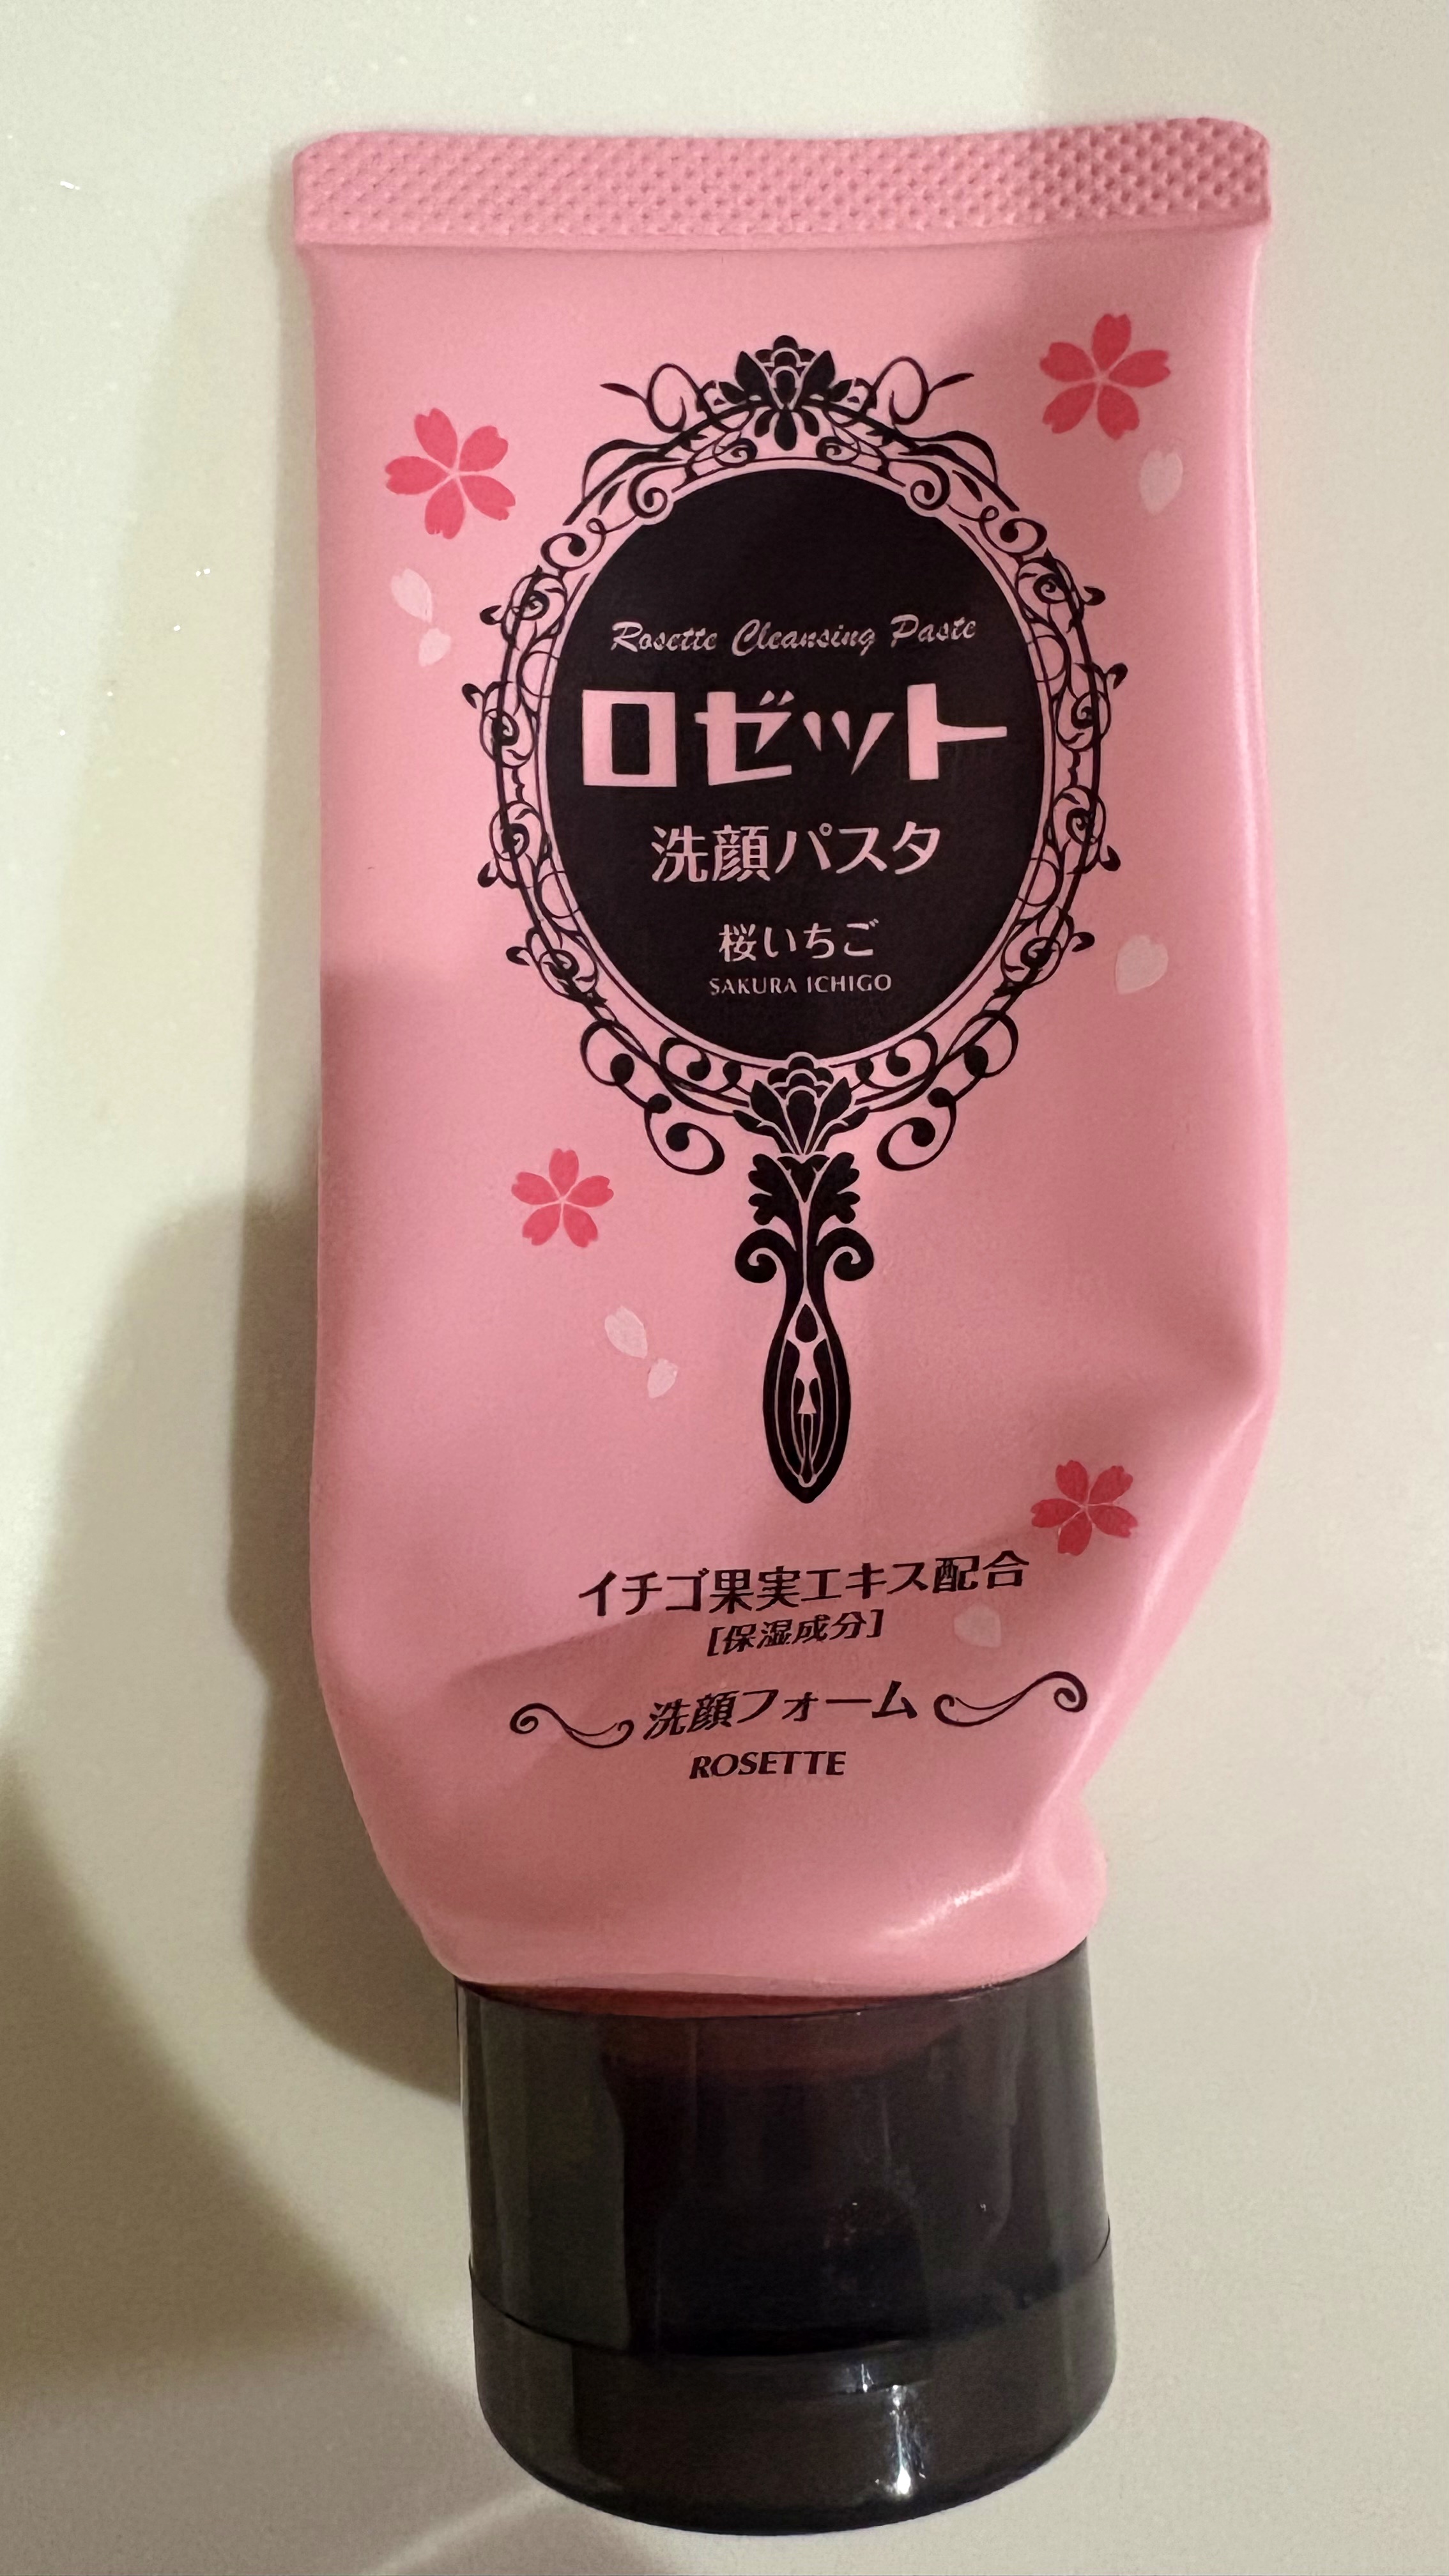 Rosette Cleansing Paste
ロゼット
洗顔パスタ
桜いちご
SAKURA ICHIGO
イチゴ果実エキス配合
[保湿成分]
洗顔フォーム
ROSETTE